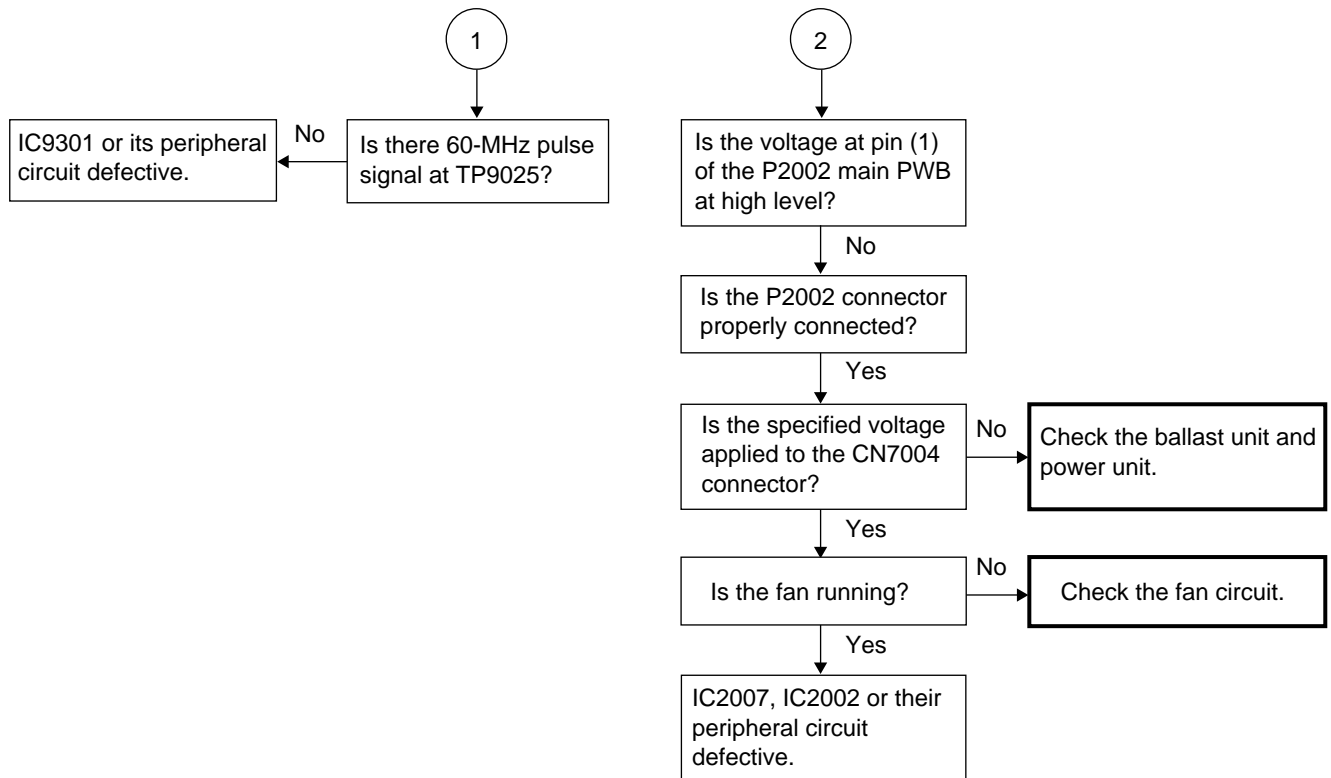 1
2
IC9301 or its peripheral
circuit defective.
No
Is there 60-MHz pulse
signal at TP9025?
Is the voltage at pin (1)
of the P2002 main PWB
at high level?
No
Is the P2002 connector
properly connected?
Yes
Is the specified voltage
applied to the CN7004
connector?
No
Check the ballast unit and
power unit.
Yes
Is the fan running?
No
Check the fan circuit.
Yes
IC2007, IC2002 or their
peripheral circuit
defective.